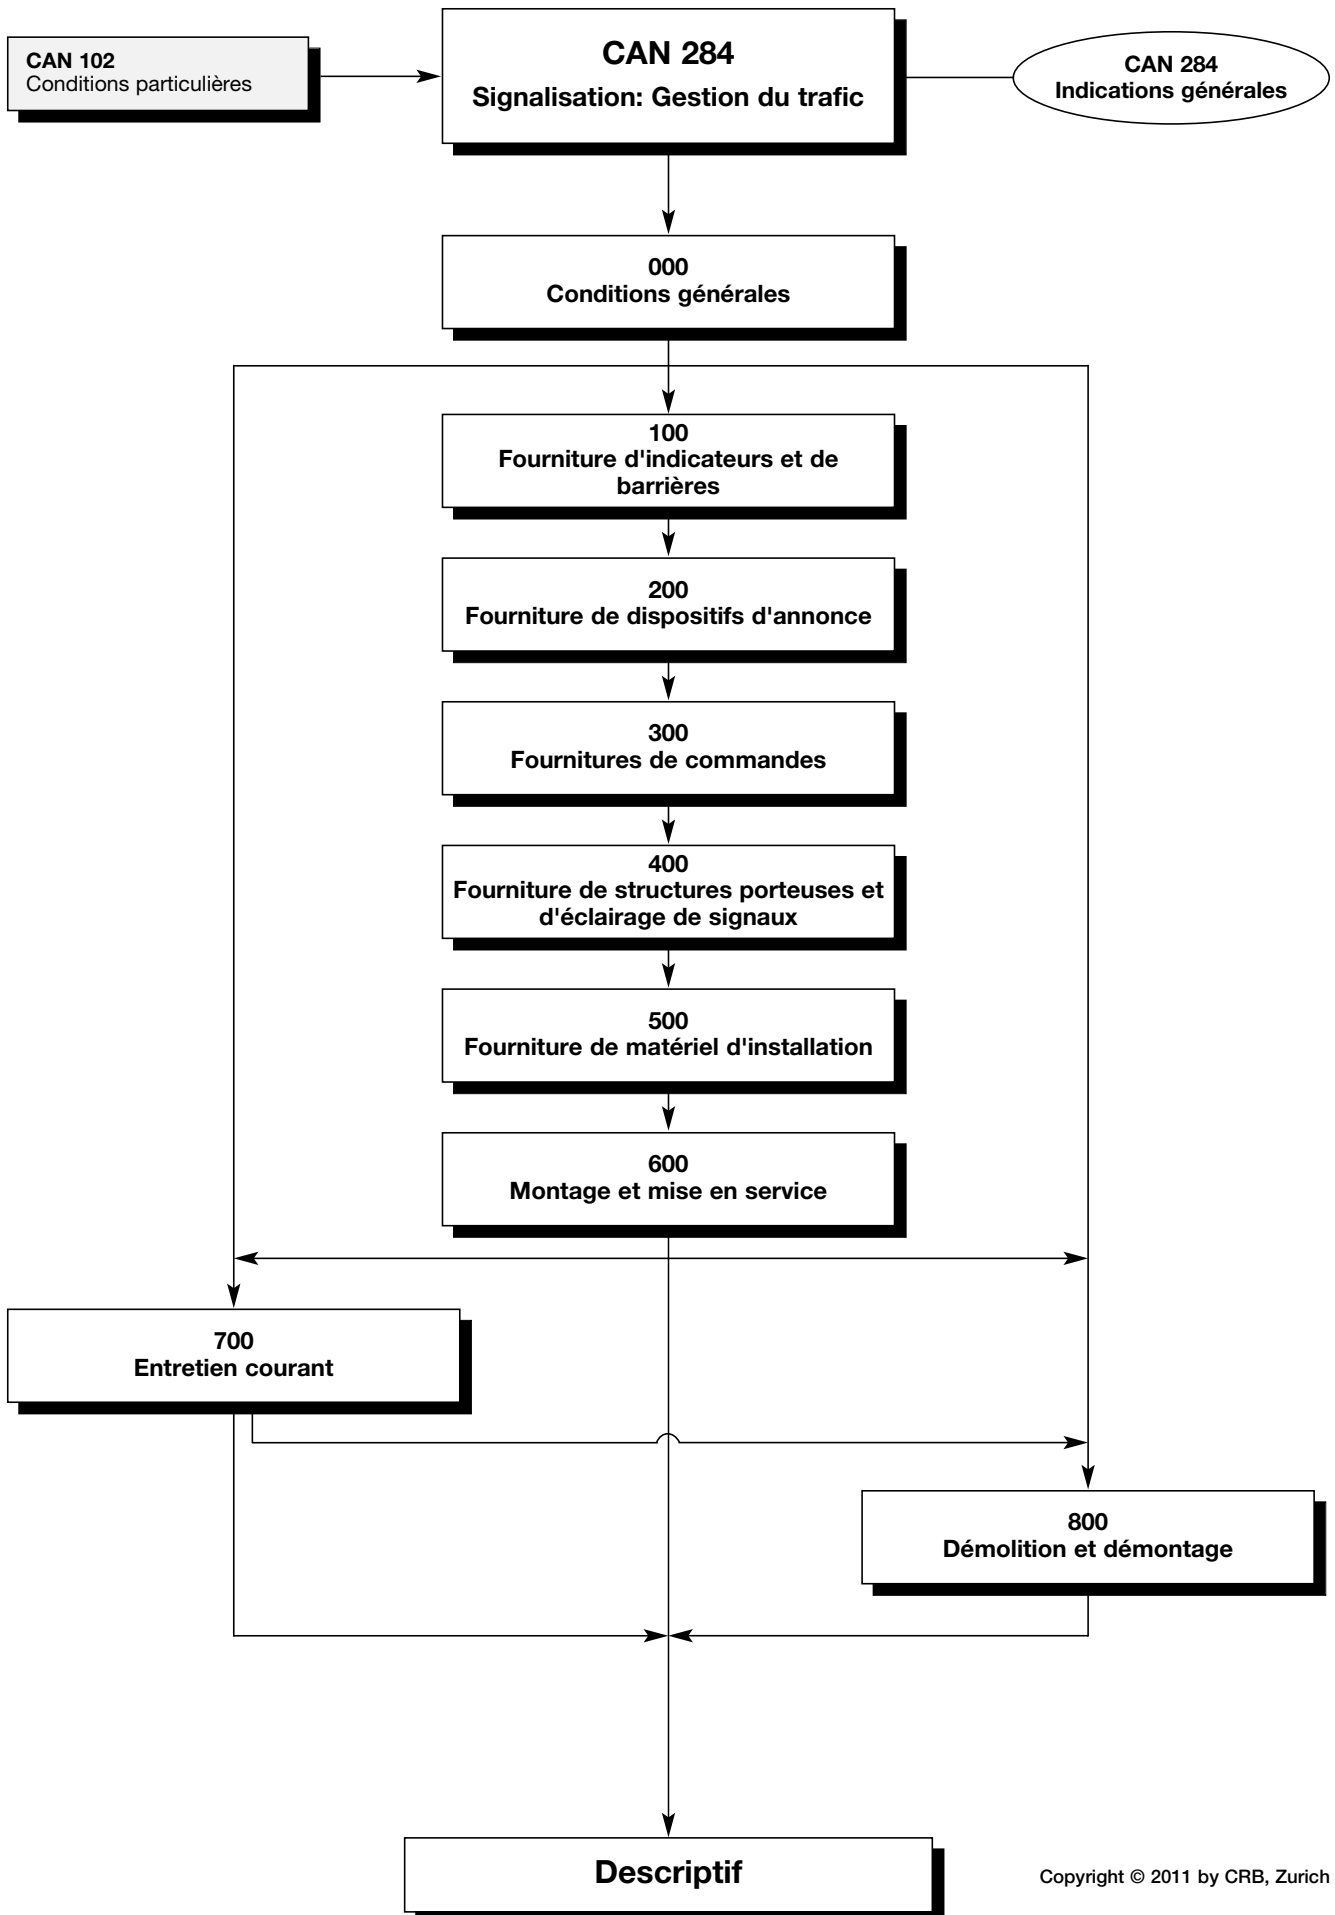 CAN 102
Conditions particulières
CAN 284
Signalisation: Gestion du trafic
CAN 284
Indications générales
000
Conditions générales
100
Fourniture d'indicateurs et de
barrières
200
Fourniture de dispositifs d'annonce
300
Fournitures de commandes
400
Fourniture de structures porteuses et
d'éclairage de signaux
500
Fourniture de matériel d'installation
600
Montage et mise en service
700
Entretien courant
800
Démolition et démontage
Descriptif
Copyright © 2011 by CRB, Zurich